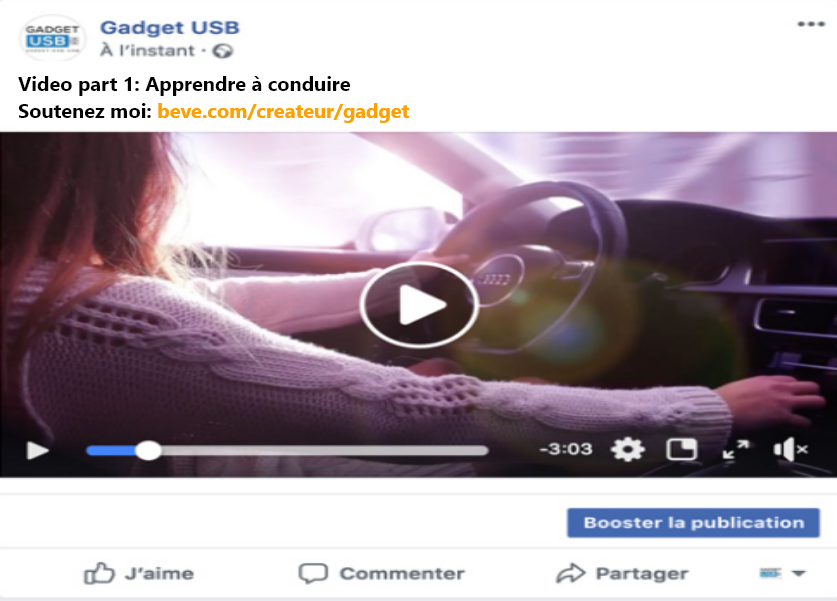 GADGET
USB
Gadget USB
À l'instant ·
Video part 1: Apprendre à conduire
Soutenez moi: beve.com/createur/gadget
-3:03
Booster la publication
J'aime
Commenter
Partager